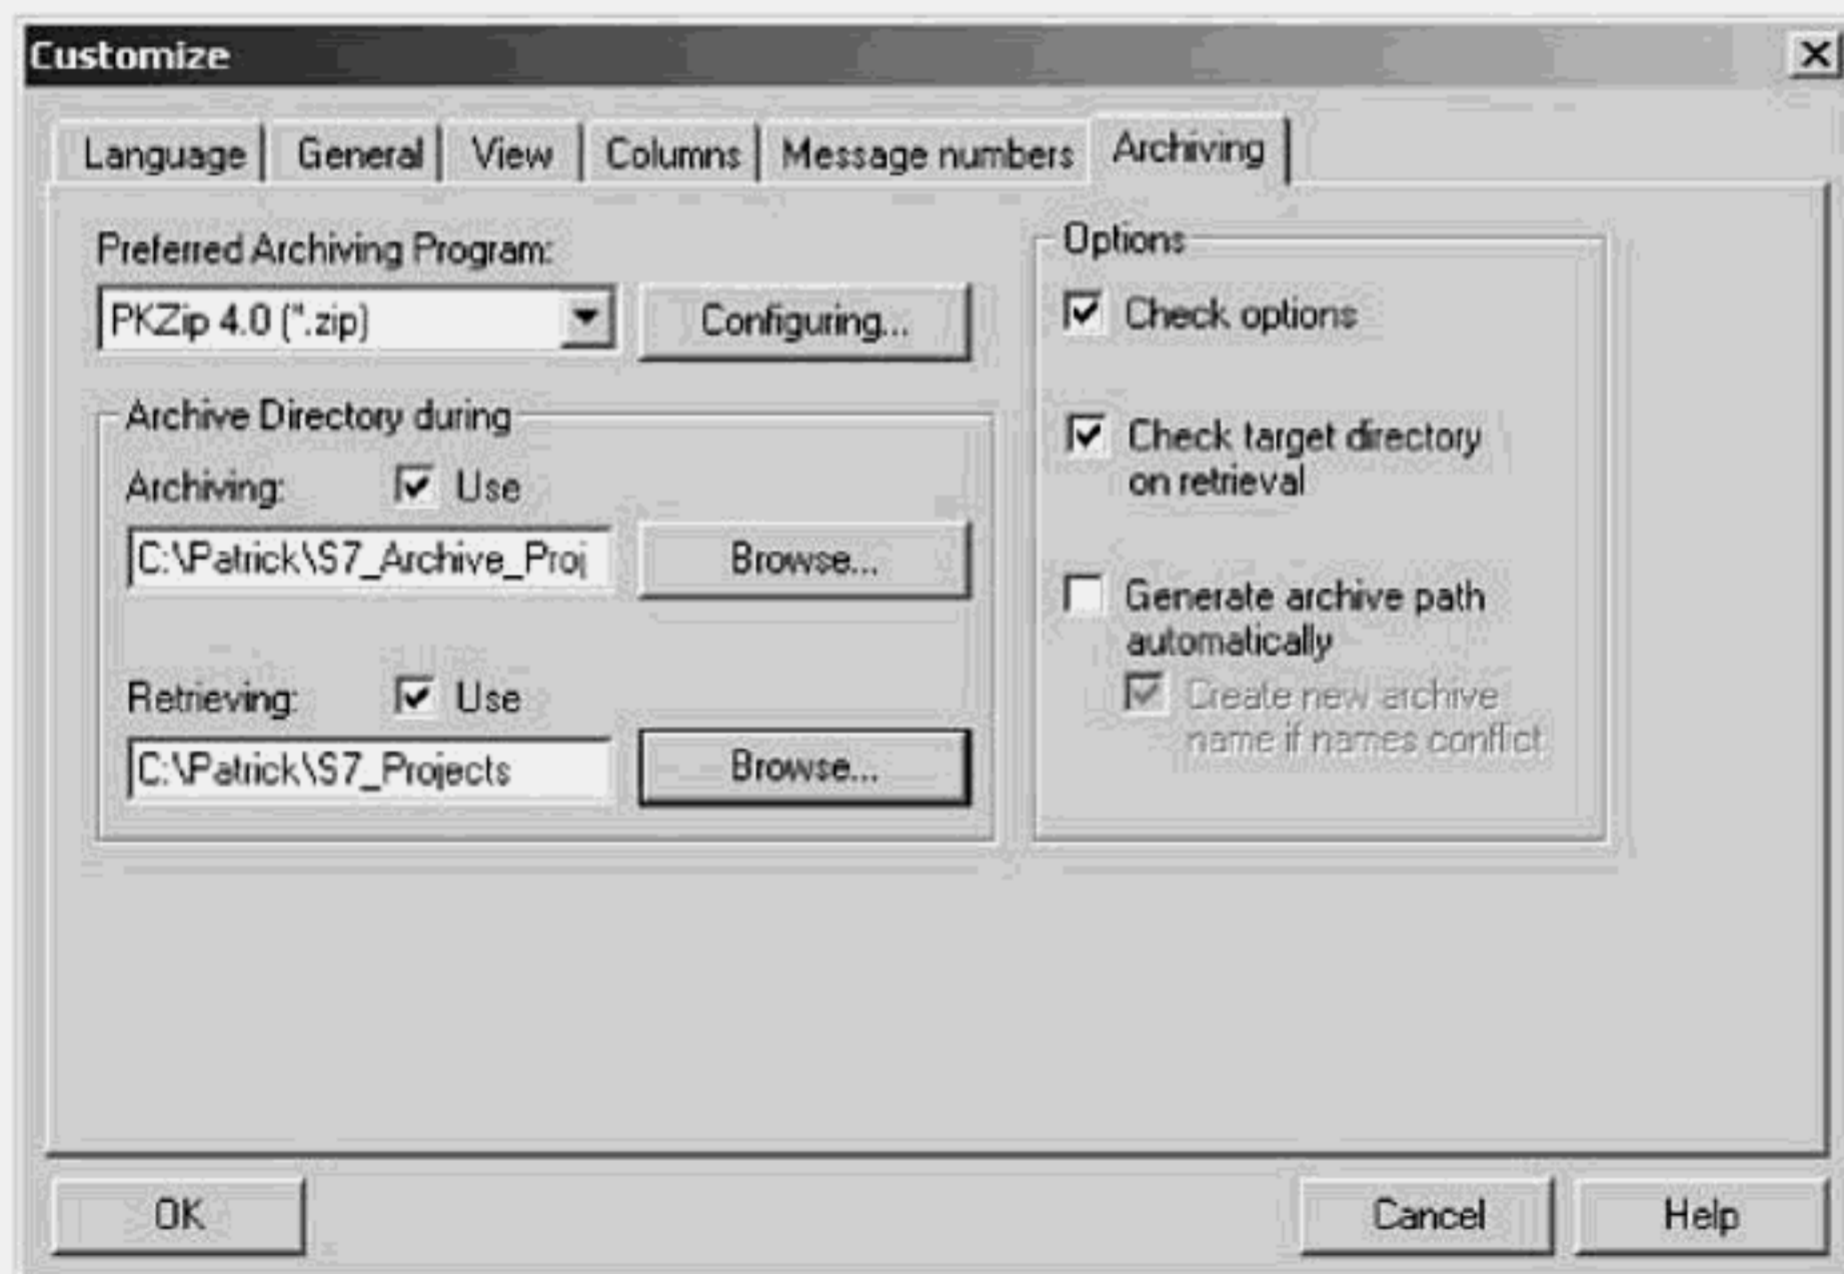 Customize
Language General View Columns Message numbers Archiving
Preferred Archiving Program:
PKZip 4.0 (*.zip)
Configuring...
Archive Directory during
Archiving:
Use
C:\Patrick\S7_Archive_Proj
Browse...
Retrieving:
Use
C:\Patrick\S7_Projects
Browse...
Options
Check options
Check target directory
on retrieval
Generate archive path
automatically
Create new archive
name if names conflict
OK
Cancel
Help